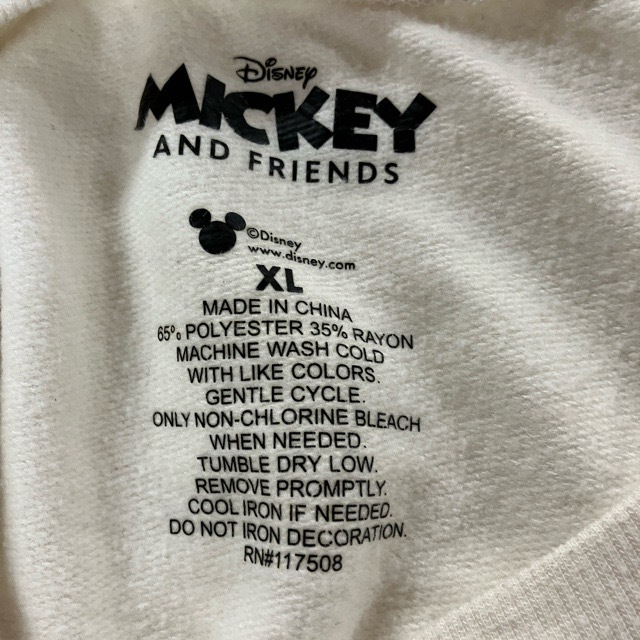 Disney
MICKEY
AND FRIENDS
©Disney
www.disney.com
XL
MADE IN CHINA
65% POLYESTER 35% RAYON
MACHINE WASH COLD
WITH LIKE COLORS.
GENTLE CYCLE.
ONLY NON-CHLORINE BLEACH
WHEN NEEDED.
TUMBLE DRY LOW.
REMOVE PROMPTLY.
COOL IRON IF NEEDED.
DO NOT IRON DECORATION.
RN#117508